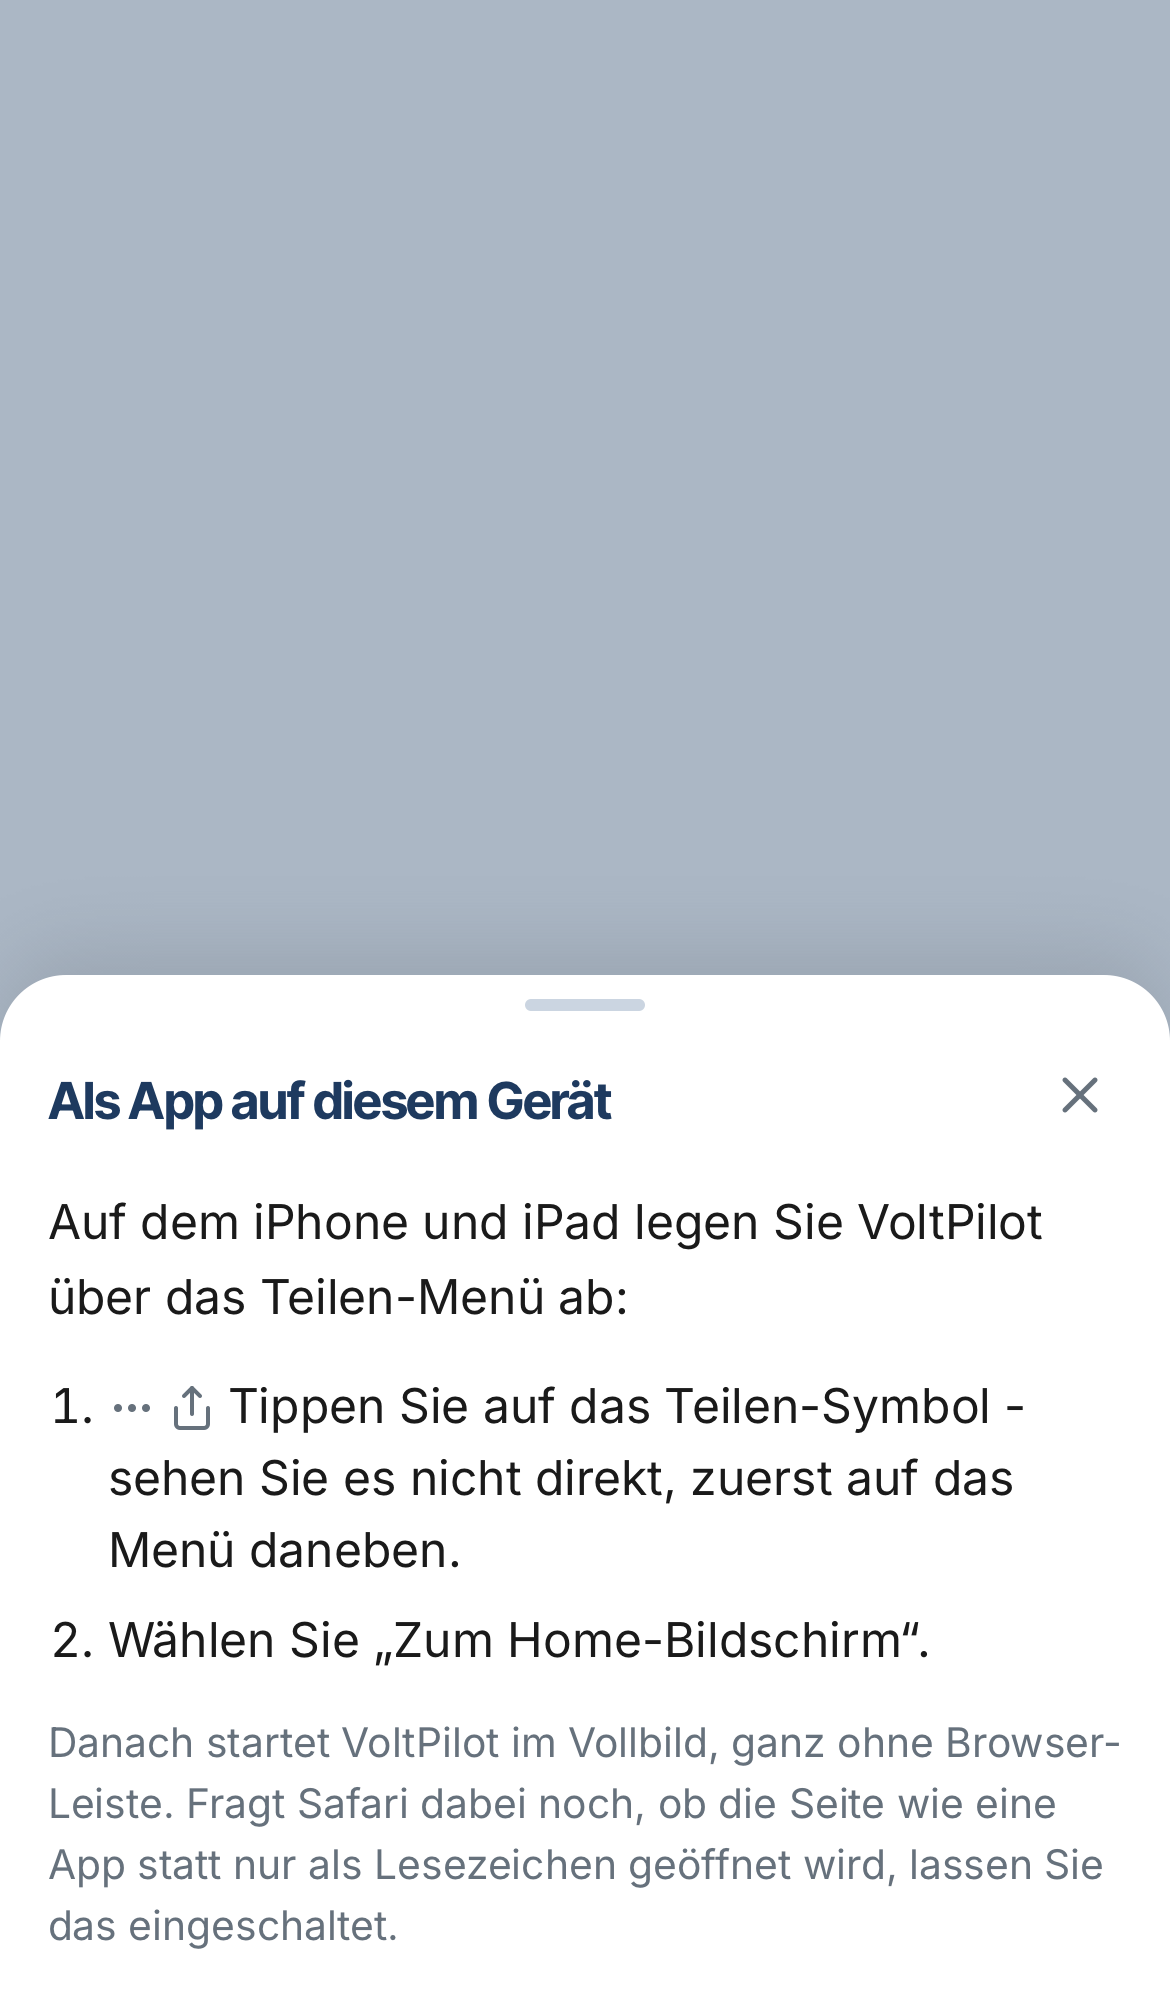 Als App auf diesem Gerät
Auf dem iPhone und iPad legen Sie VoltPilot
über das Teilen-Menü ab:
1. Tippen Sie auf das Teilen-Symbol -
sehen Sie es nicht direkt, zuerst auf das
Menü daneben.
2. Wählen Sie „Zum Home-Bildschirm“.
Danach startet VoltPilot im Vollbild, ganz ohne Browser-
Leiste. Fragt Safari dabei noch, ob die Seite wie eine
App statt nur als Lesezeichen geöffnet wird, lassen Sie
das eingeschaltet.